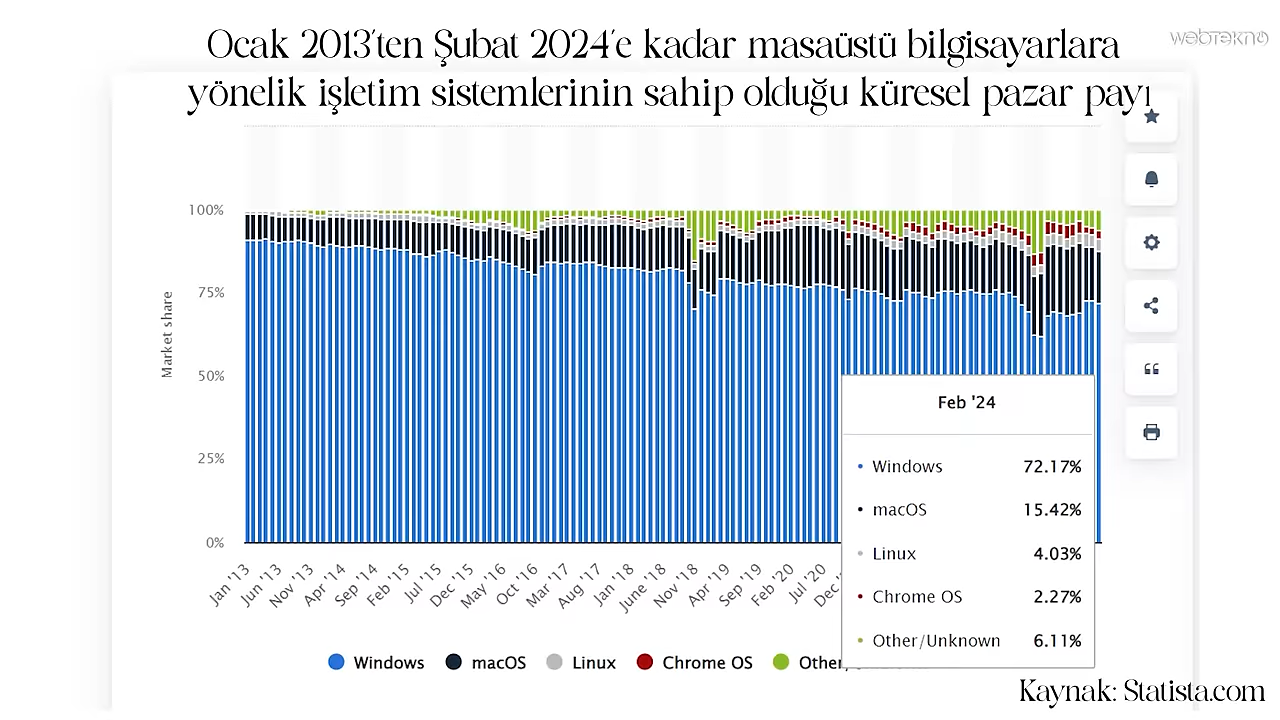 Ocak 2013'ten Şubat 2024'e kadar masaüstü bilgisayarlara
yönelik işletim sistemlerinin sahip olduğu küresel pazar payı
webtekno
Market share
100%
75%
50%
25%
0%
Jan '13
Jun '13
Nov '13
Apr '14
Sep '14
Feb '15
Jul '15
Dec '15
May '16
Oct '16
Mar '17
Aug '17
Jan '18
June '18
Nov '18
Apr '19
Sep '19
Feb '20
Jul '20
Feb '24
Windows 72.17%
macOS 15.42%
Linux 4.03%
Chrome OS 2.27%
Other/Unknown 6.11%
Windows macOS Linux Chrome OS
Kaynak: Statista.com